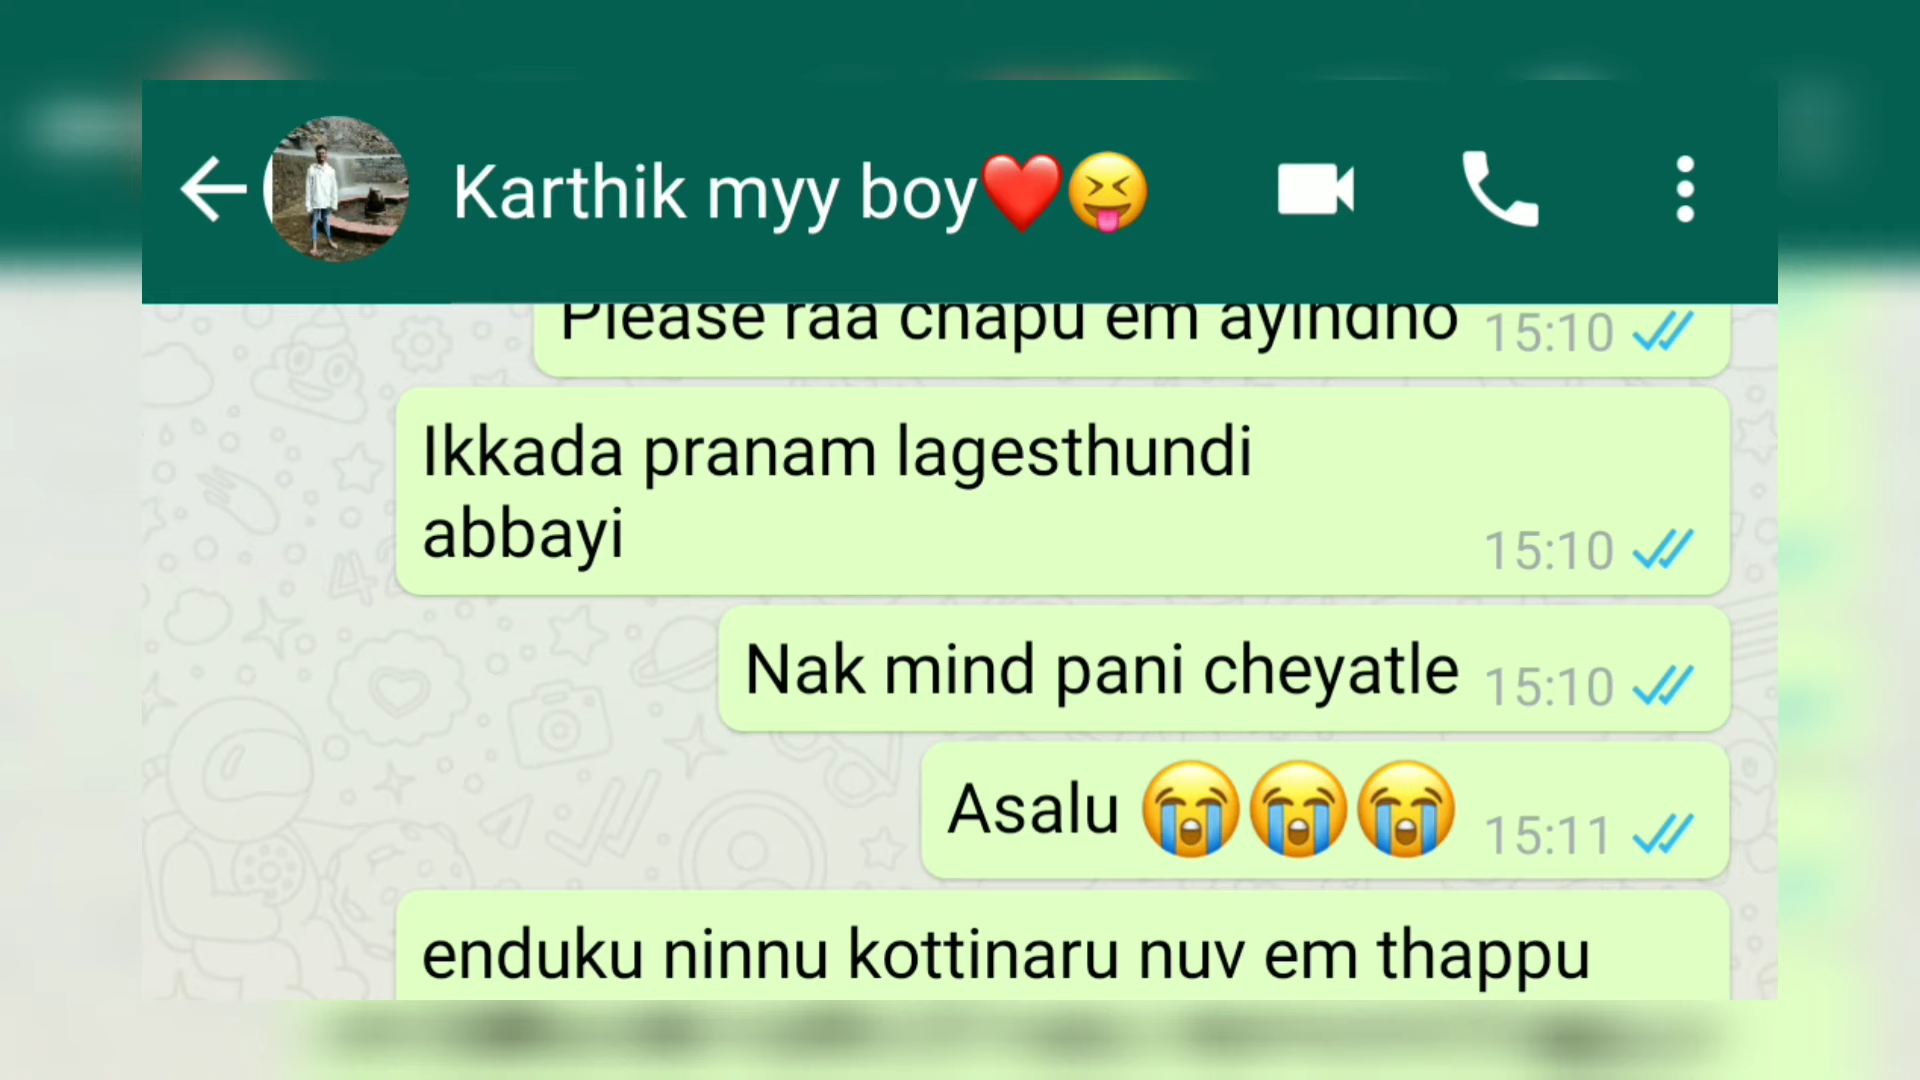 Karthik myy boy❤️😝
Please raa chapu em ayindho 15:10
Ikkada pranam lagesthundi
abbayi 15:10
Nak mind pani cheyatle 15:10
Asalu 😭😭😭 15:11
enduku ninnu kottinaru nuv em thappu